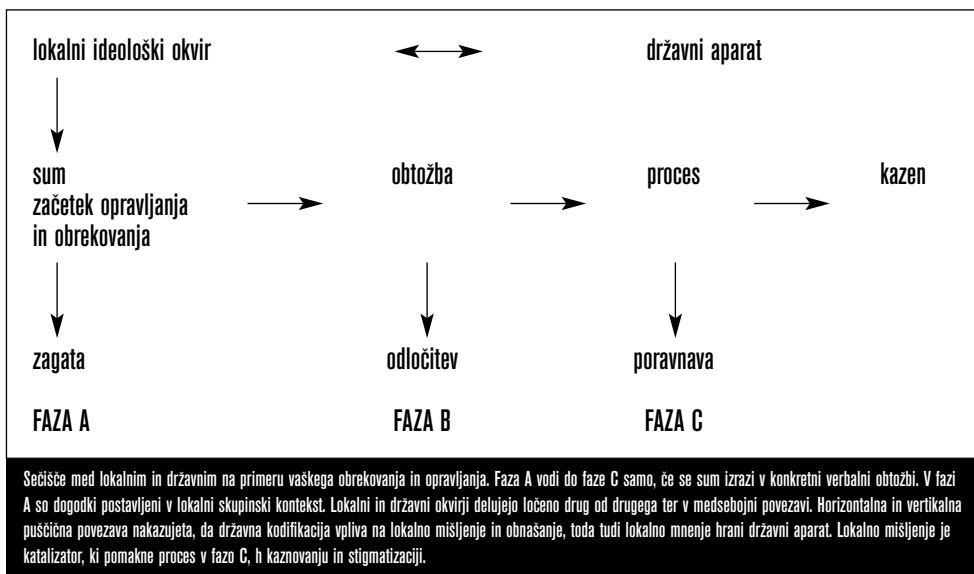 lokalni ideološki okvir
državni aparat
sum
začetek opravljanja
in obrekovanja
obtožba
proces
kazen
zagata
odločitev
poravnava
FAZA A
FAZA B
FAZA C
Sečišče med lokalnim in državnim na primeru vaškega obrekovanja in opravljanja. Faza A vodi do faze C samo, če se sum izrazi v konkretni verbalni obtožbi. V fazi
A so dogodki postavljeni v lokalni skupinski kontekst. Lokalni in državni okvirji delujejo ločeno drug od drugega ter v medsebojni povezavi. Horizontalna in vertikalna
puščična povezava nakazujeta, da državna kodifikacija vpliva na lokalno mišljenje in obnašanje, toda tudi lokalno mnenje hrani državni aparat. Lokalno mišljenje je
katalizator, ki pomakne proces v fazo C, h kaznovanju in stigmatizaciji.